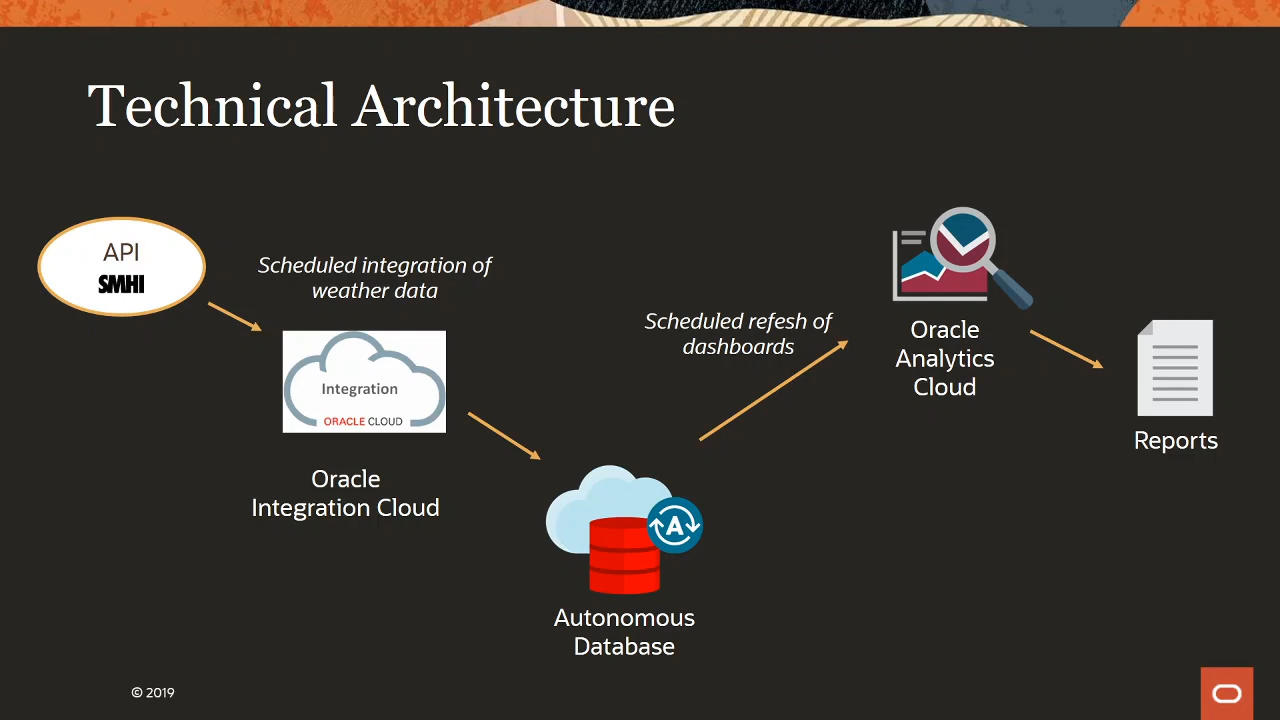 Technical Architecture
API
SMHI
Scheduled integration of
weather data
Integration
ORACLE CLOUD
Oracle
Integration Cloud
A
Autonomous
Database
Scheduled refesh of
dashboards
Oracle
Analytics
Cloud
Reports
© 2019